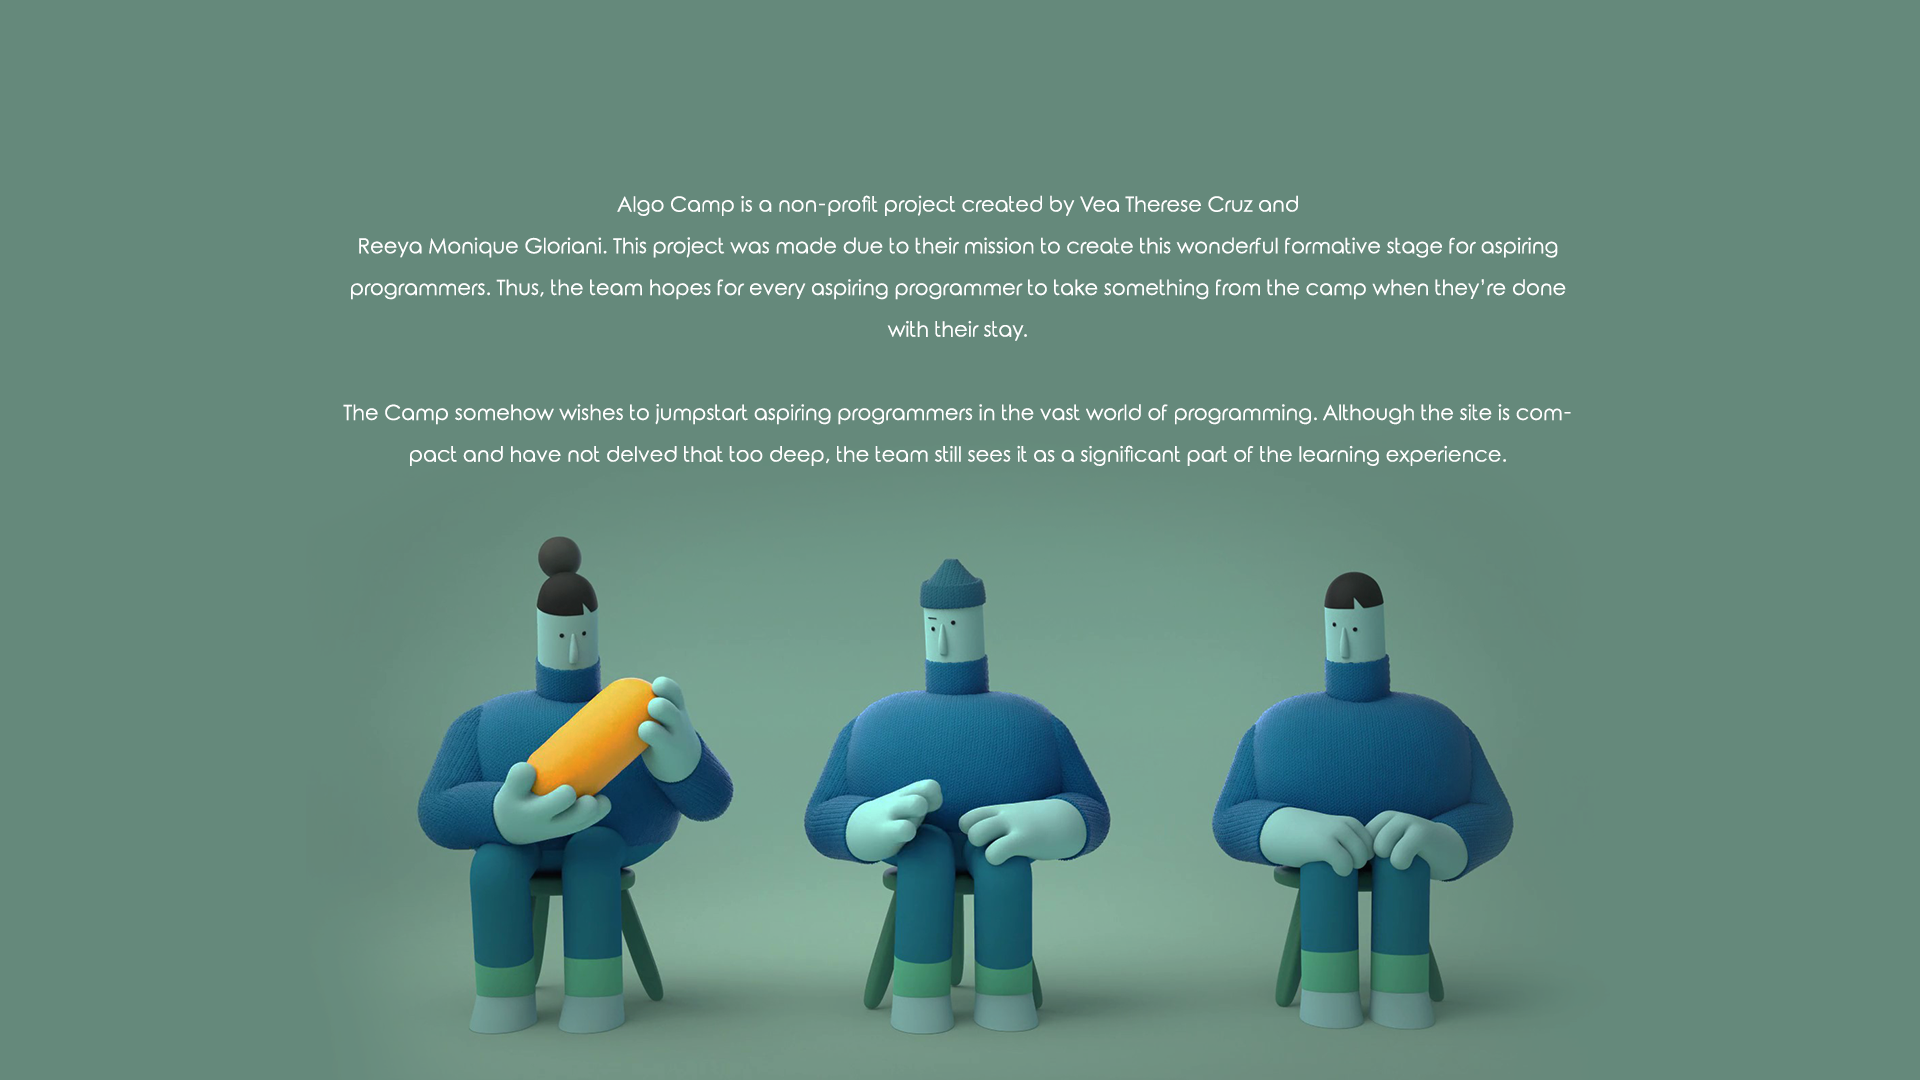 Algo Camp is a non-profit project created by Vea Therese Cruz and
Reeya Monique Gloriani. This project was made due to their mission to create this wonderful formative stage for aspiring
programmers. Thus, the team hopes for every aspiring programmer to take something from the camp when they're done
with their stay.
The Camp somehow wishes to jumpstart aspiring programmers in the vast world of programming. Although the site is com-
pact and have not delved that too deep, the team still sees it as a significant part of the learning experience.